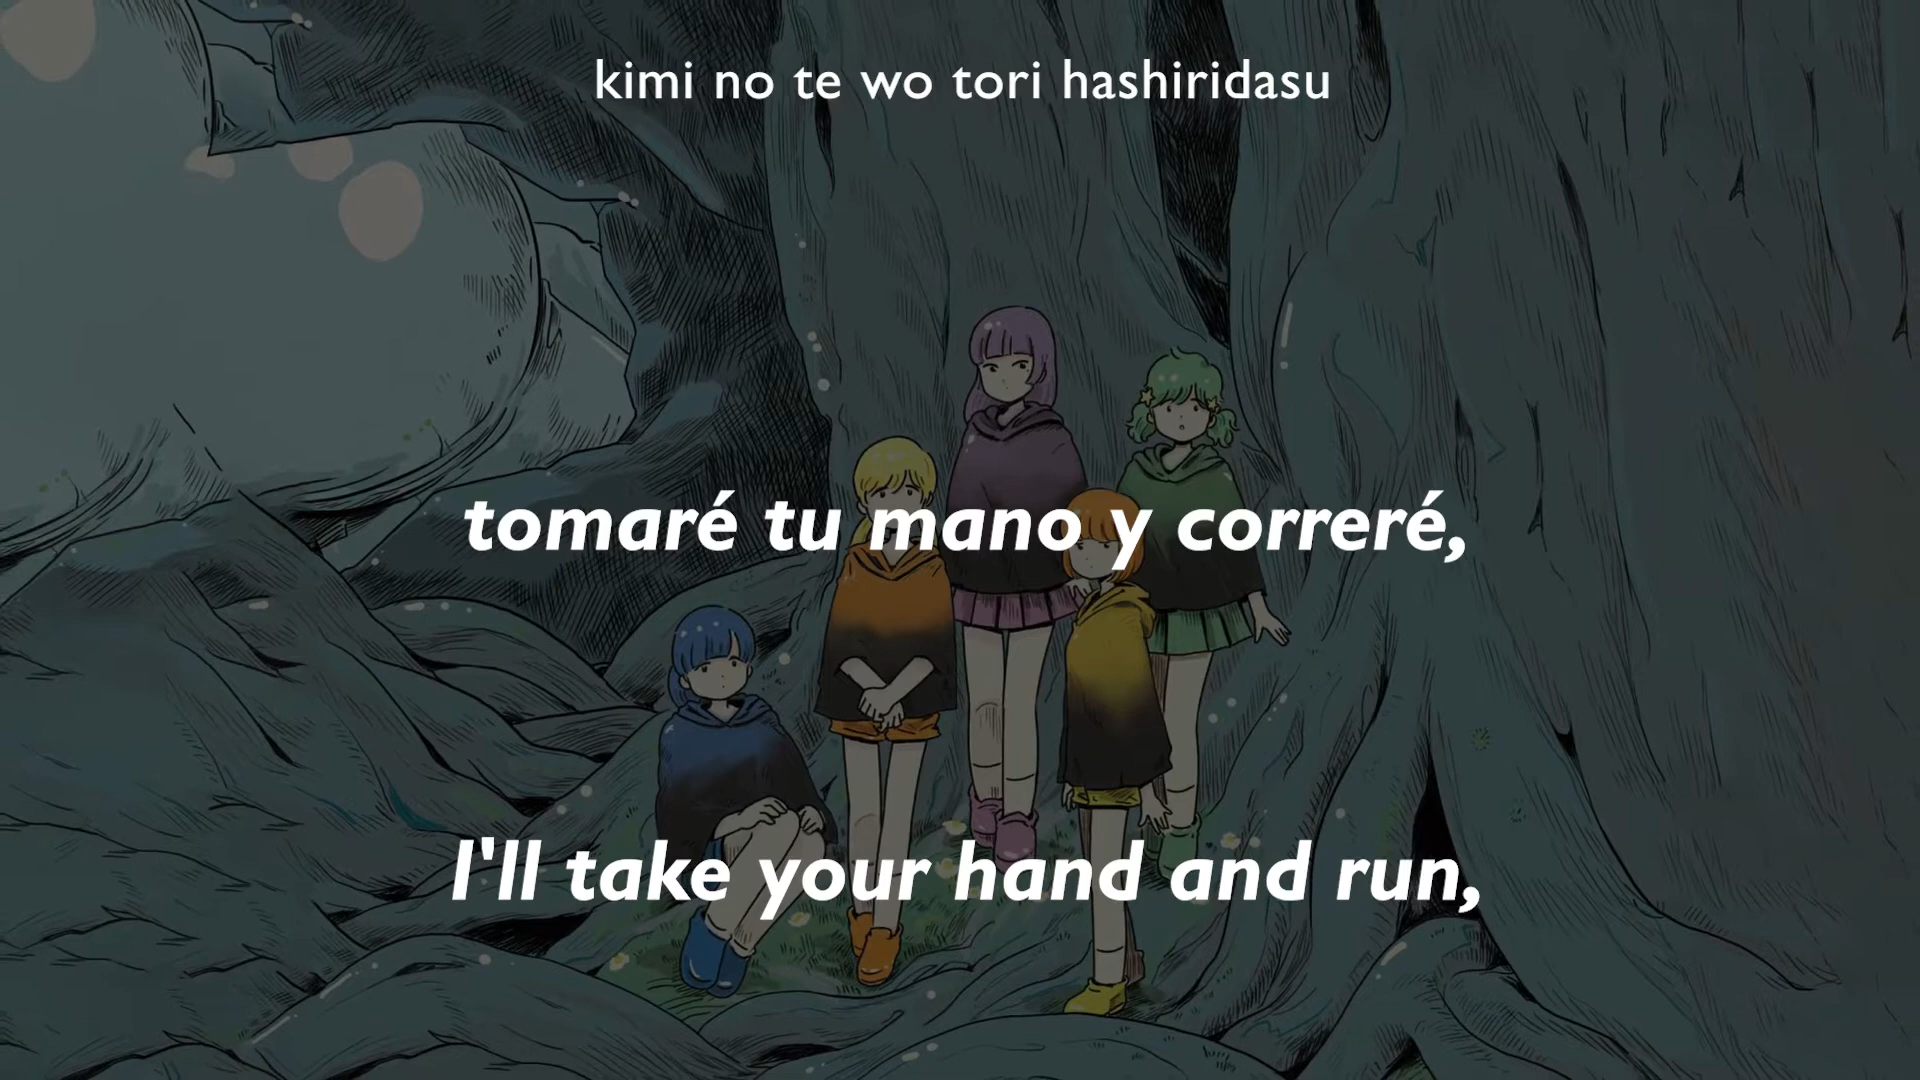 kimi no te wo tori hashiridasu
tomaré tu mano y correré,
I'll take your hand and run,